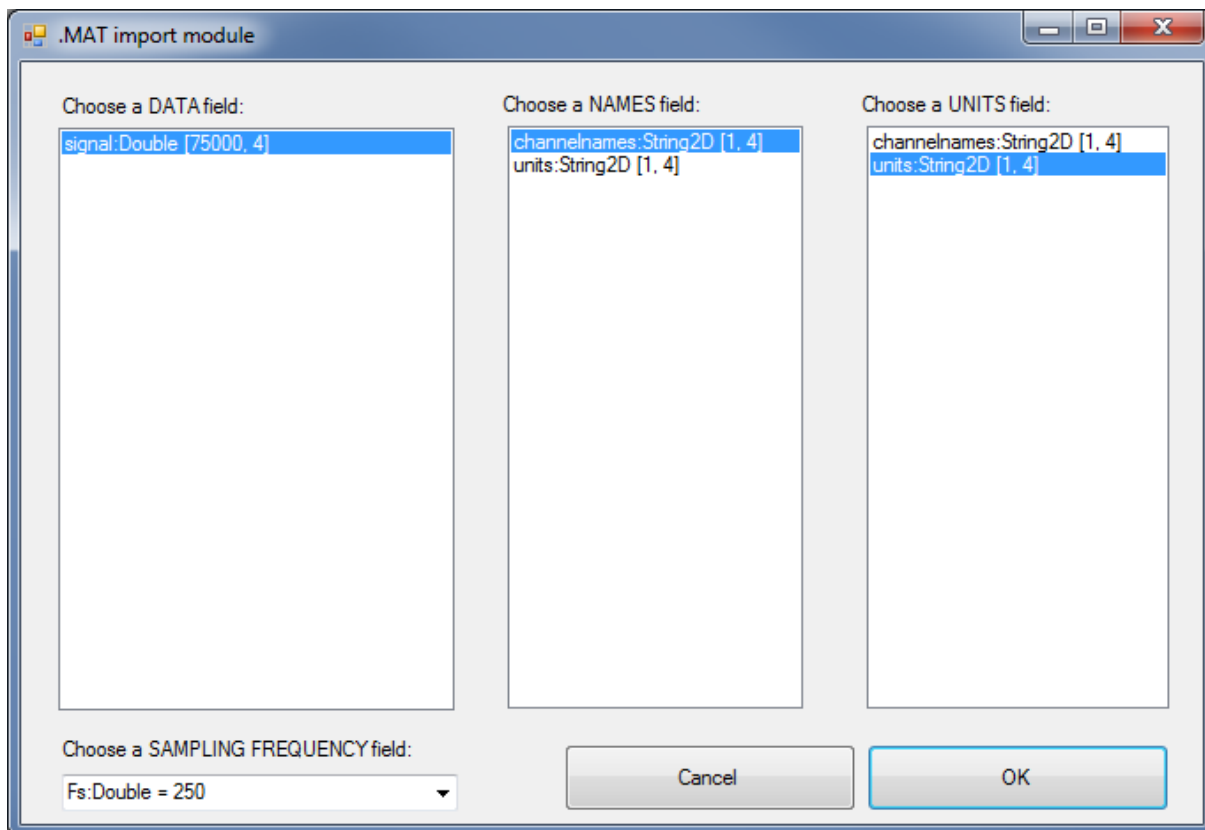 .MAT import module
Choose a DATA field:
signal:Double [75000, 4]
Choose a NAMES field:
channelnames:String2D [1, 4]
units:String2D [1, 4]
Choose a UNITS field:
channelnames:String2D [1, 4]
units:String2D [1, 4]
Choose a SAMPLING FREQUENCY field:
Fs:Double = 250
Cancel
OK